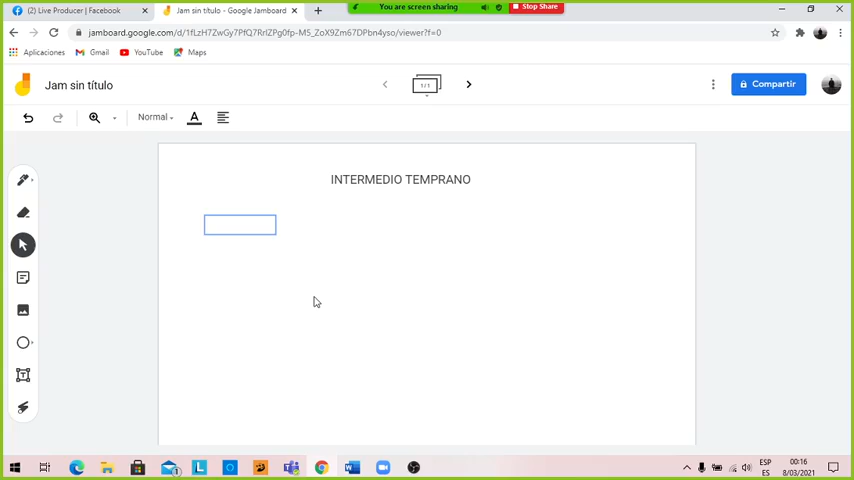 (2) Live Producer | Facebook
Jam sin título - Google Jamboard
You are screen sharing
Stop Share
jamboard.google.com/d/1fLzH7ZwGy7PfQ7RrlZPg0fp-M5_ZoX9Zm67DPbn4yso/viewer?f=0
Aplicaciones
Gmail
YouTube
Maps
Jam sin título
1/1
Compartir
Normal
A
INTERMEDIO TEMPRANO
ESP
ES
00:16
8/03/2021